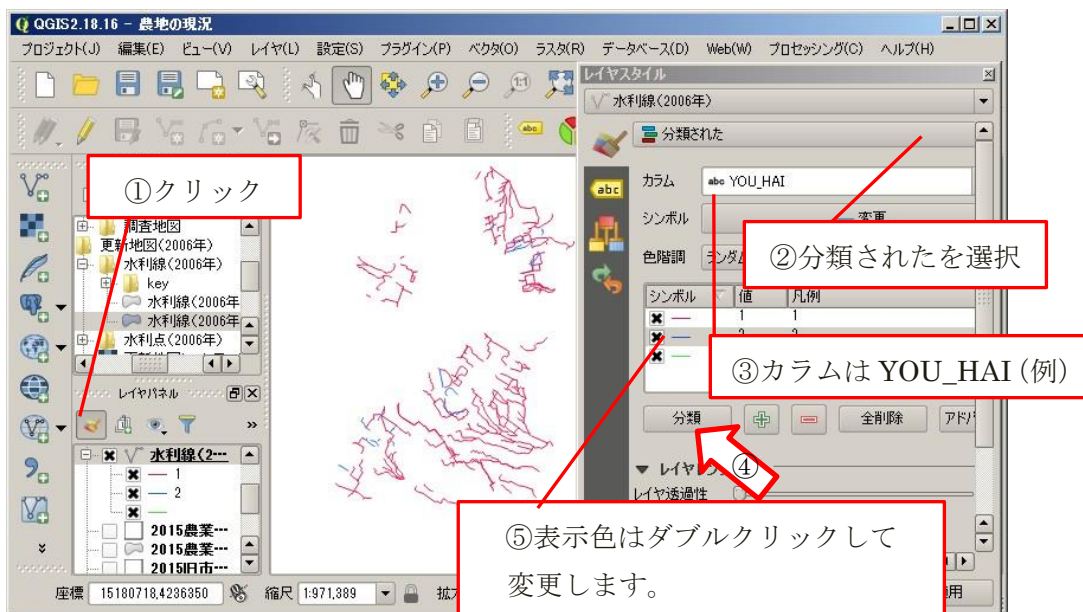 QGIS2.18.16 - 農地の現況
プロジェクト(J) 編集(E) ビュー(V) レイヤ(L) 設定(S) プラグイン(P) ベクタ(O) ラスタ(R) データベース(D) Web(W) プロセッシング(C) ヘルプ(H)
レイヤスタイル
水利線(2006年)
分類された
カラム abc YOU_HAI
シンボル 変更
色階調 ランダム
シンボル 値 凡例
1 1
分類 全削除 アドバ
レイヤ透過性
①クリック
②分類されたを選択
③カラムは YOU_HAI（例）
④
⑤表示色はダブルクリックして
変更します。
調査地図
更新地図(2006年)
水利線(2006年)
key
水利線(2006年
水利線(2006年
水利点(2006年)
レイヤパネル
水利線(2…
1
2
2015農業…
2015農業…
2015旧市…
座標 15180718,4236350 縮尺 1:971,389 拡大
用